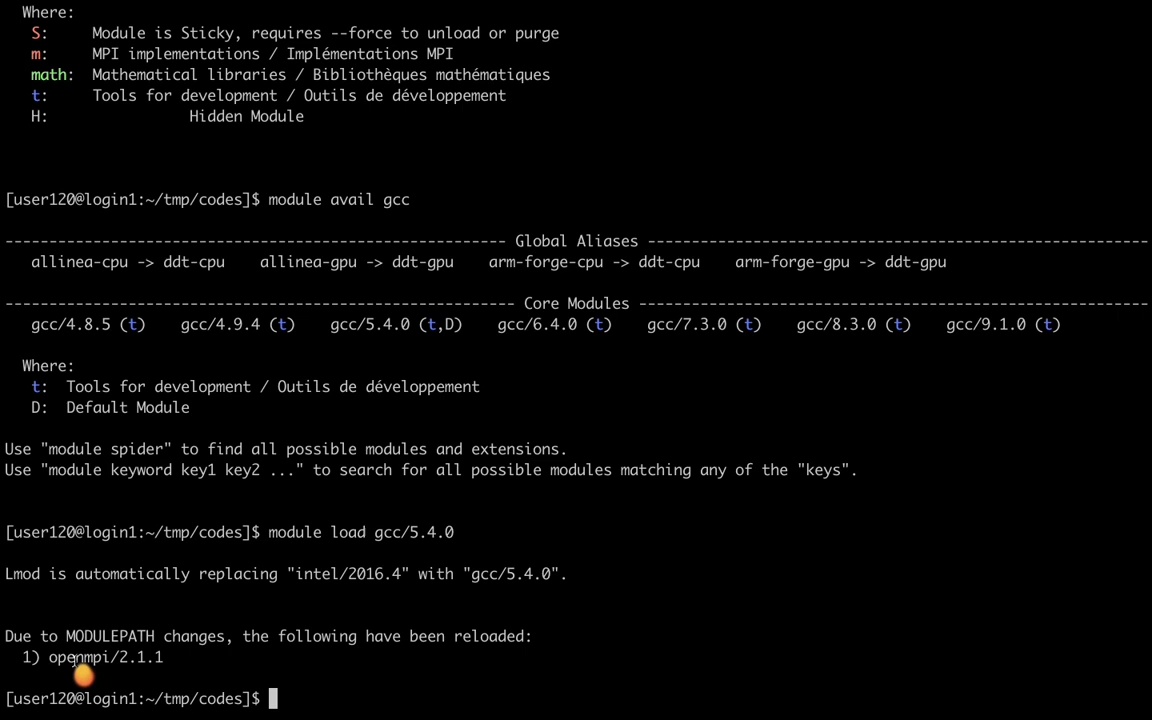 Where:
S: Module is Sticky, requires --force to unload or purge
m: MPI implementations / Implémentations MPI
math: Mathematical libraries / Bibliothèques mathématiques
t: Tools for development / Outils de développement
H: Hidden Module
[user120@login1:~/tmp/codes]$ module avail gcc
------------------------------------------------------- Global Aliases --------------------------------------------------------
allinea-cpu -> ddt-cpu allinea-gpu -> ddt-gpu arm-forge-cpu -> ddt-cpu arm-forge-gpu -> ddt-gpu
-------------------------------------------------------- Core Modules ---------------------------------------------------------
gcc/4.8.5 (t) gcc/4.9.4 (t) gcc/5.4.0 (t,D) gcc/6.4.0 (t) gcc/7.3.0 (t) gcc/8.3.0 (t) gcc/9.1.0 (t)
Where:
t: Tools for development / Outils de développement
D: Default Module
Use "module spider" to find all possible modules and extensions.
Use "module keyword key1 key2 ..." to search for all possible modules matching any of the "keys".
[user120@login1:~/tmp/codes]$ module load gcc/5.4.0
Lmod is automatically replacing "intel/2016.4" with "gcc/5.4.0".
Due to MODULEPATH changes, the following have been reloaded:
1) openmpi/2.1.1
[user120@login1:~/tmp/codes]$